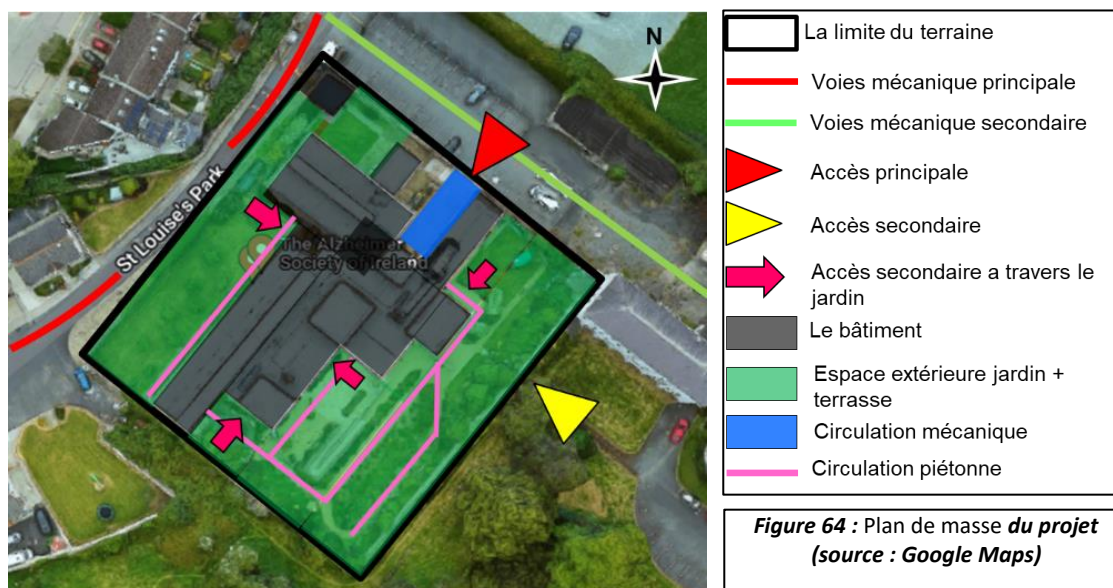 N
St Louise's Park
The Alzheimer
Society of Ireland
La limite du terraine
Voies mécanique principale
Voies mécanique secondaire
Accès principale
Accès secondaire
Accès secondaire a travers le
jardin
Le bâtiment
Espace extérieure jardin +
terrasse
Circulation mécanique
Circulation piétonne
Figure 64 : Plan de masse du projet
(source : Google Maps)